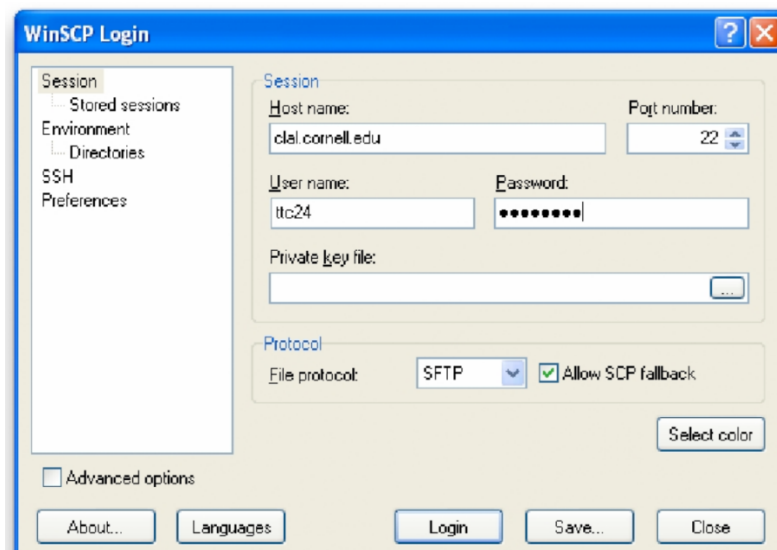 WinSCP Login
Session
Stored sessions
Environment
Directories
SSH
Preferences
Session
Host name: Port number:
clal.cornell.edu 22
User name: Password:
ttc24 ••••••••
Private key file:
...
Protocol
File protocol: SFTP Allow SCP fallback
Select color
Advanced options
About... Languages Login Save... Close